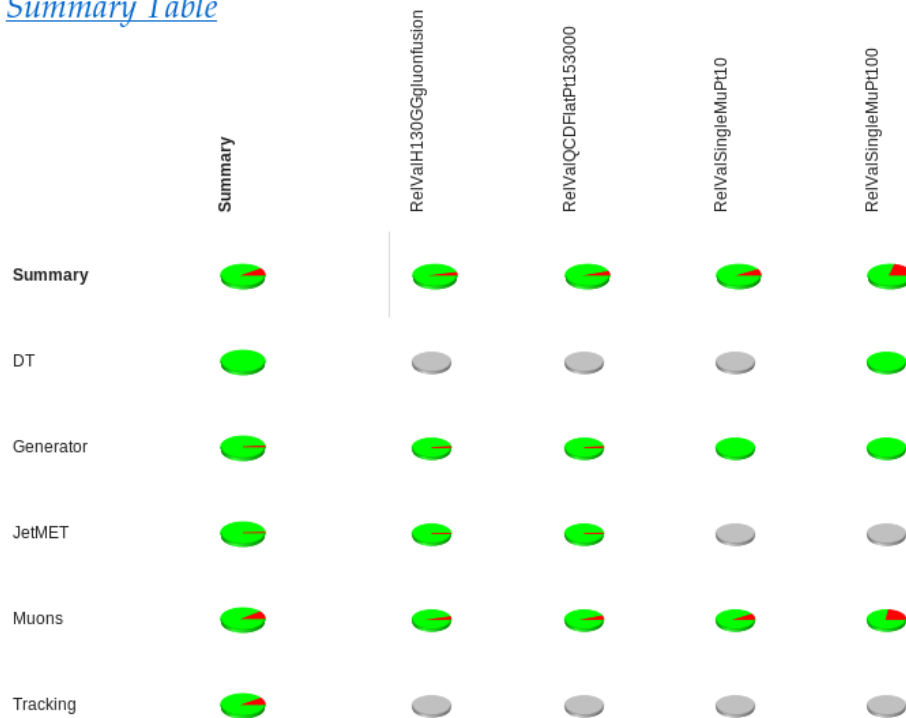 Summary Table
Summary
RelValH130GGgluonfusion
RelValQCDFlatPt153000
RelValSingleMuPt10
RelValSingleMuPt100
Summary
DT
Generator
JetMET
Muons
Tracking